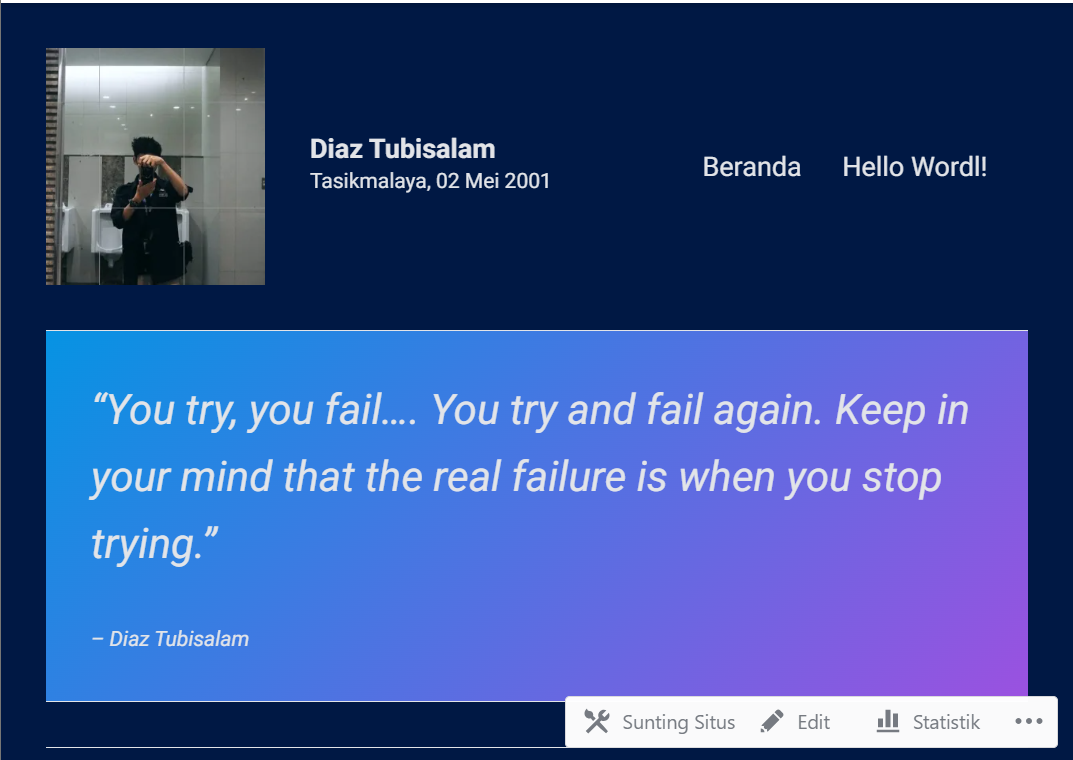 Diaz Tubisalam
Tasikmalaya, 02 Mei 2001
Beranda
Hello Wordl!
“You try, you fail…. You try and fail again. Keep in
your mind that the real failure is when you stop
trying.”
– Diaz Tubisalam
Sunting Situs
Edit
Statistik